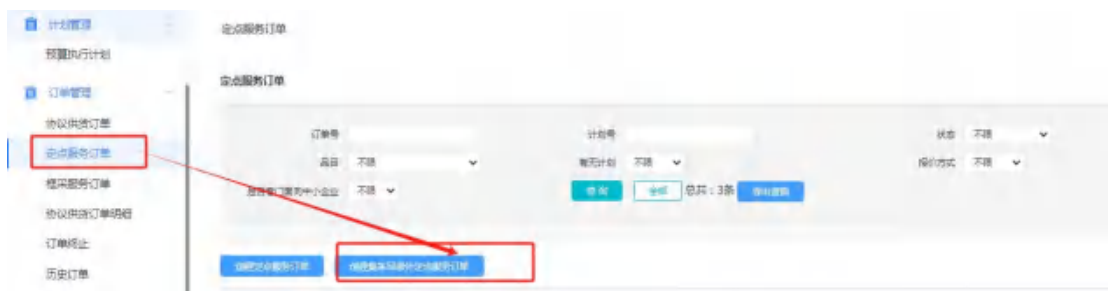 计划管理
预算执行计划
订单管理
协议供货订单
定点服务订单
框采服务订单
协议供货订单明细
订单终止
历史订单
定点服务订单
定点服务订单
订单号
计划号
状态 不限
品目 不限
有无计划 不限
报价方式 不限
不限
查询 全部 总共：3条
创建定点服务订单